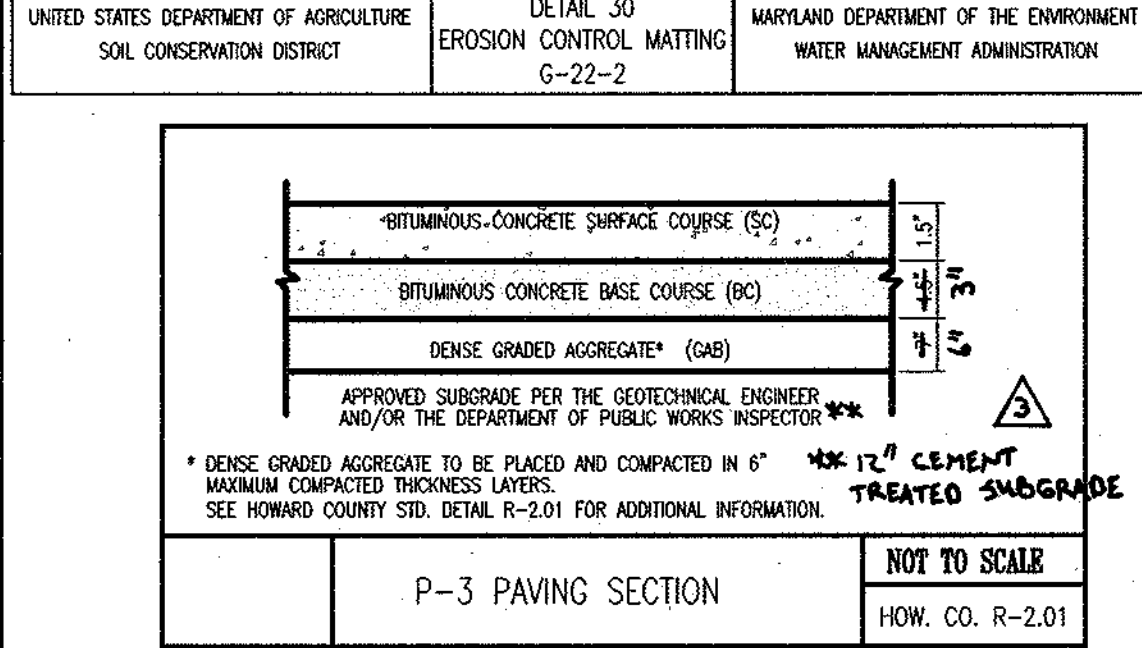 UNITED STATES DEPARTMENT OF AGRICULTURE
SOIL CONSERVATION DISTRICT
DETAIL 30
EROSION CONTROL MATTING
G-22-2
MARYLAND DEPARTMENT OF THE ENVIRONMENT
WATER MANAGEMENT ADMINISTRATION
BITUMINOUS CONCRETE SURFACE COURSE (SC)
1.5"
BITUMINOUS CONCRETE BASE COURSE (BC)
3"
DENSE GRADED AGGREGATE* (GAB)
7"
6"
APPROVED SUBGRADE PER THE GEOTECHNICAL ENGINEER
AND/OR THE DEPARTMENT OF PUBLIC WORKS INSPECTOR **
3
* DENSE GRADED AGGREGATE TO BE PLACED AND COMPACTED IN 6"
MAXIMUM COMPACTED THICKNESS LAYERS.
SEE HOWARD COUNTY STD. DETAIL R-2.01 FOR ADDITIONAL INFORMATION.
** 12" CEMENT
TREATED SUBGRADE
P-3 PAVING SECTION
NOT TO SCALE
HOW. CO. R-2.01